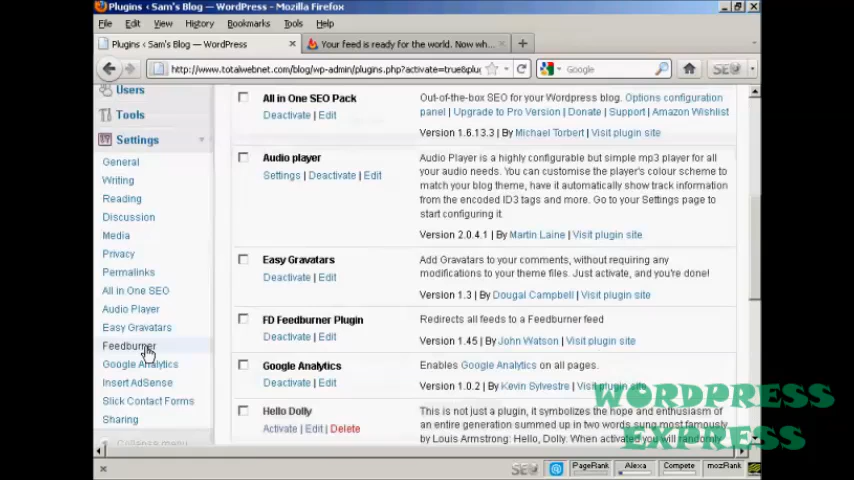 Plugins ‹ Sam's Blog — WordPress - Mozilla Firefox
File Edit View History Bookmarks Tools Help
Plugins ‹ Sam's Blog — WordPress × Your feed is ready for the world. Now wh... ×
http://www.totalwebnet.com/blog/wp-admin/plugins.php?activate=true&plu Google SEO
Users
Tools
Settings
General
Writing
Reading
Discussion
Media
Privacy
Permalinks
All in One SEO
Audio Player
Easy Gravatars
Feedburner
Google Analytics
Insert AdSense
Slick Contact Forms
Sharing
Collapse menu
All in One SEO Pack
Deactivate | Edit
Out-of-the-box SEO for your Wordpress blog. Options configuration
panel | Upgrade to Pro Version | Donate | Support | Amazon Wishlist
Version 1.6.13.3 | By Michael Torbert | Visit plugin site
Audio player
Settings | Deactivate | Edit
Audio Player is a highly configurable but simple mp3 player for all
your audio needs. You can customise the player's colour scheme to
match your blog theme, have it automatically show track information
from the encoded ID3 tags and more. Go to your Settings page to
start configuring it.
Version 2.0.4.1 | By Martin Laine | Visit plugin site
Easy Gravatars
Deactivate | Edit
Add Gravatars to your comments, without requiring any
modifications to your theme files. Just activate, and you're done!
Version 1.3 | By Dougal Campbell | Visit plugin site
FD Feedburner Plugin
Deactivate | Edit
Redirects all feeds to a Feedburner feed
Version 1.45 | By John Watson | Visit plugin site
Google Analytics
Deactivate | Edit
Enables Google Analytics on all pages.
Version 1.0.2 | By Kevin Sylvestre | Visit plugin site
Hello Dolly
Activate | Edit | Delete
This is not just a plugin, it symbolizes the hope and enthusiasm of
an entire generation summed up in two words sung most famously
by Louis Armstrong: Hello, Dolly. When activated you will randomly
WORDPRESS
EXPRESS
SEO PageRank Alexa Compete mozRank